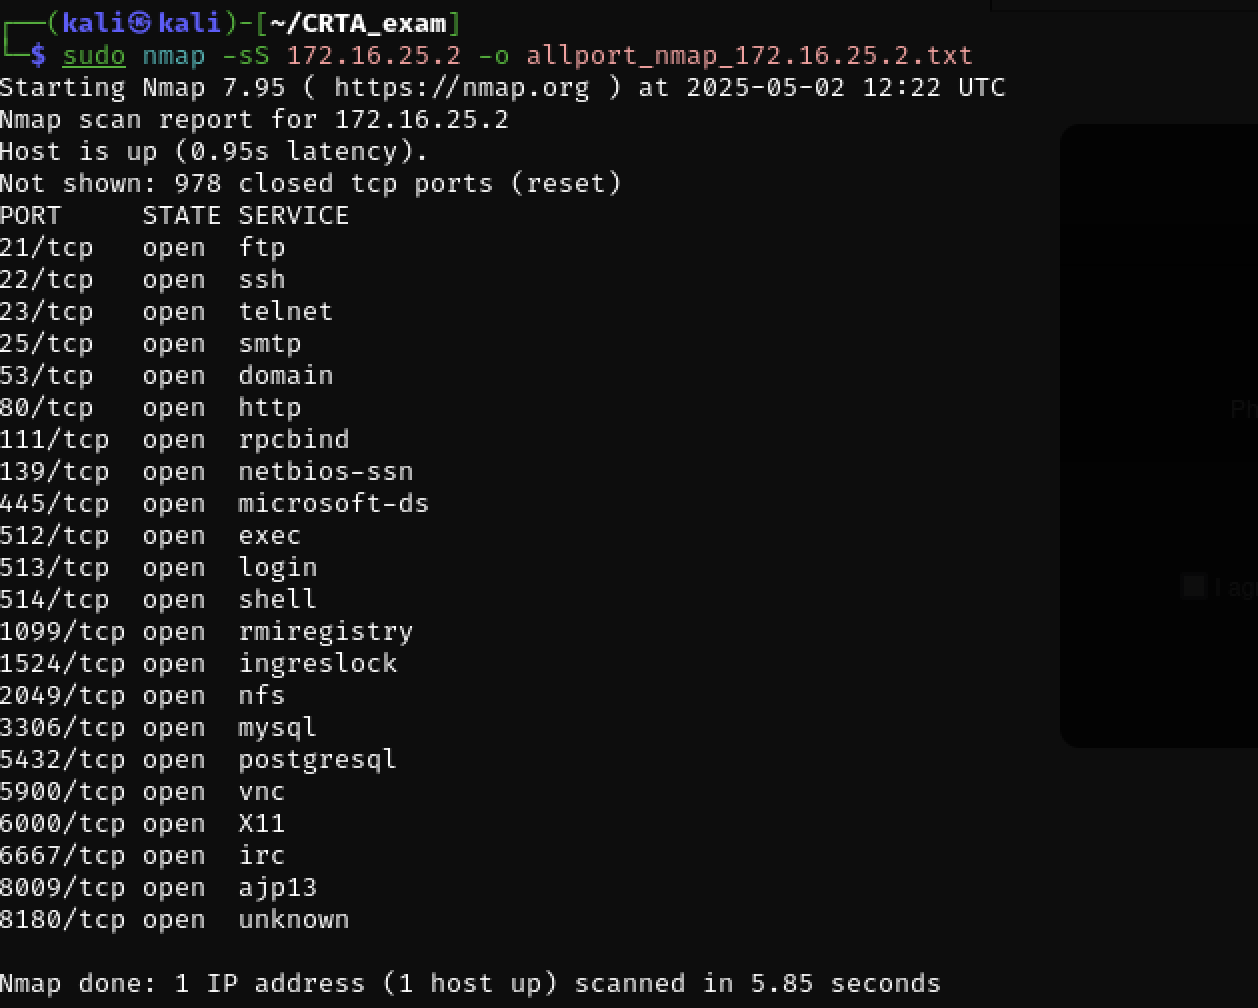 ┌──(kali㉿kali)-[~/CRTA_exam]
└─$ sudo nmap -sS 172.16.25.2 -o allport_nmap_172.16.25.2.txt
Starting Nmap 7.95 ( https://nmap.org ) at 2025-05-02 12:22 UTC
Nmap scan report for 172.16.25.2
Host is up (0.95s latency).
Not shown: 978 closed tcp ports (reset)
PORT     STATE SERVICE
21/tcp   open  ftp
22/tcp   open  ssh
23/tcp   open  telnet
25/tcp   open  smtp
53/tcp   open  domain
80/tcp   open  http
111/tcp  open  rpcbind
139/tcp  open  netbios-ssn
445/tcp  open  microsoft-ds
512/tcp  open  exec
513/tcp  open  login
514/tcp  open  shell
1099/tcp open  rmiregistry
1524/tcp open  ingreslock
2049/tcp open  nfs
3306/tcp open  mysql
5432/tcp open  postgresql
5900/tcp open  vnc
6000/tcp open  X11
6667/tcp open  irc
8009/tcp open  ajp13
8180/tcp open  unknown
Nmap done: 1 IP address (1 host up) scanned in 5.85 seconds